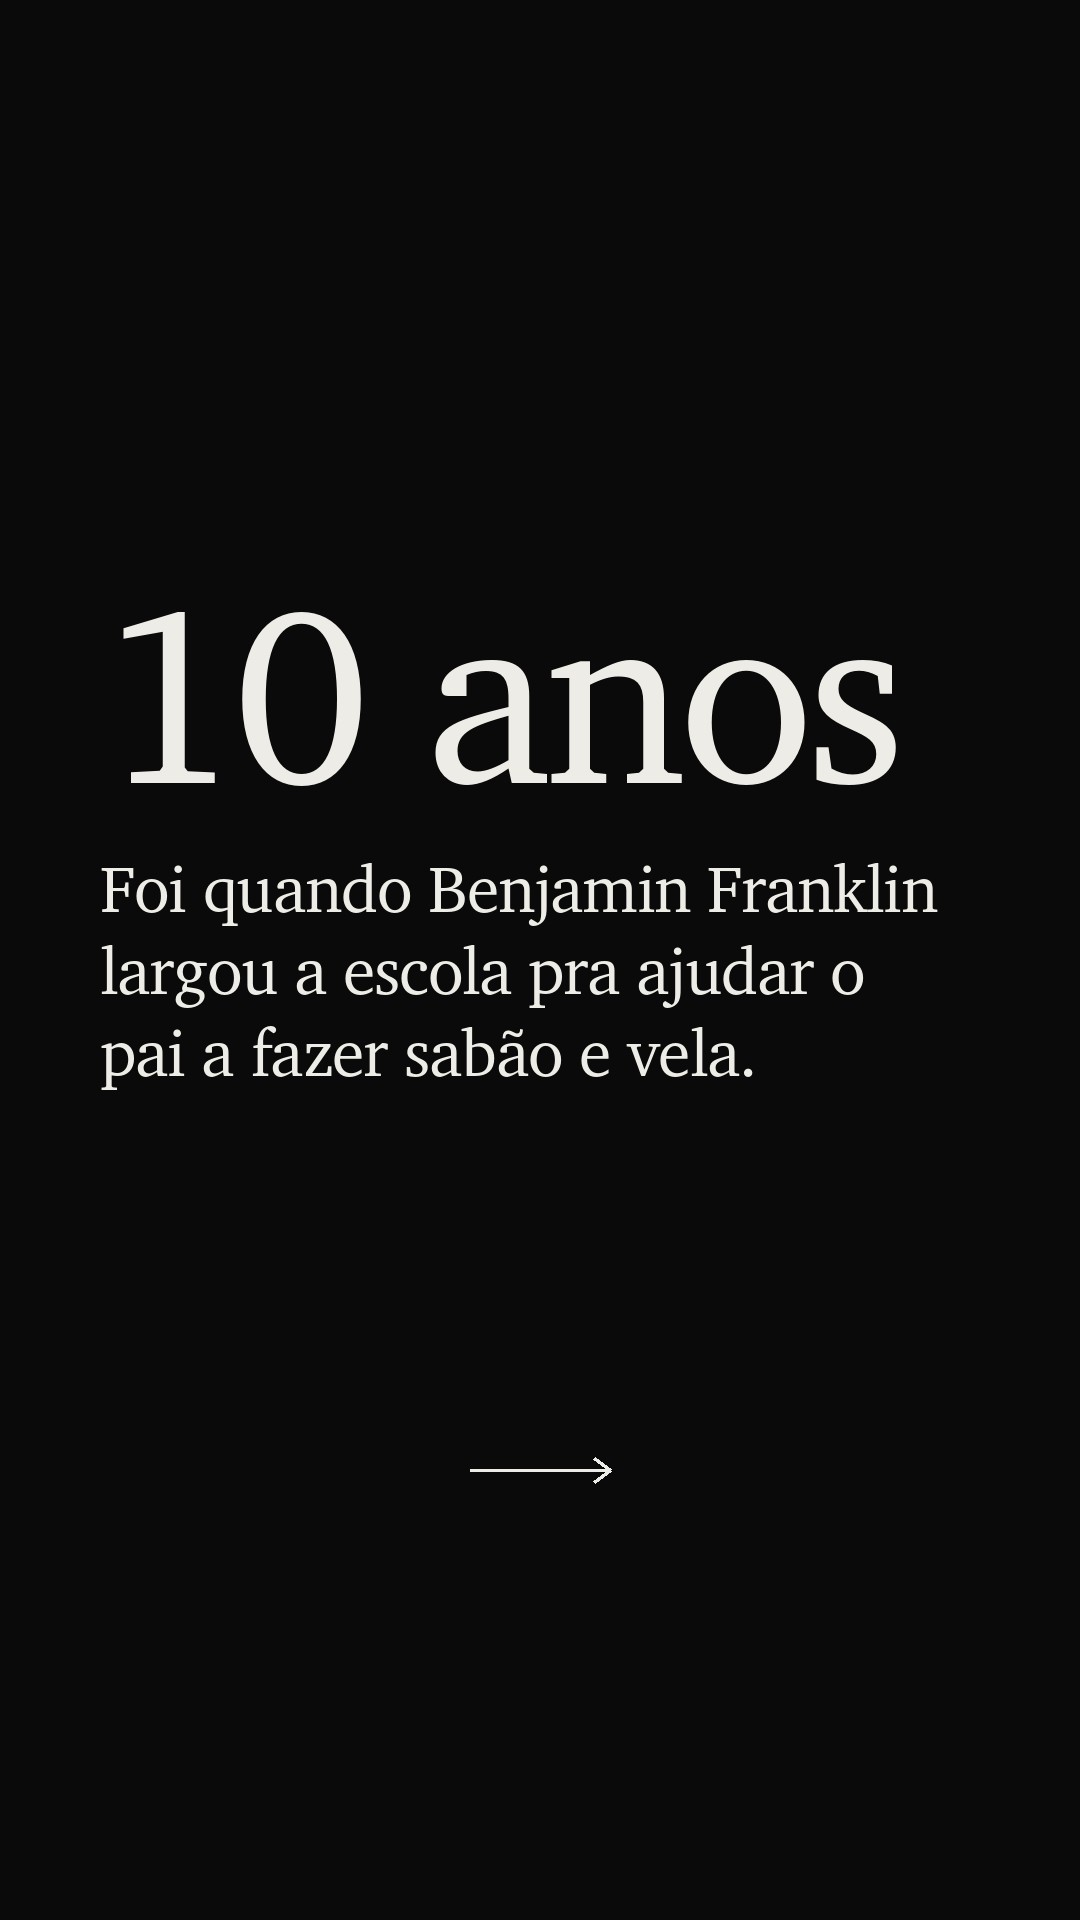 10 anos
Foi quando Benjamin Franklin
largou a escola pra ajudar o
pai a fazer sabão e vela.